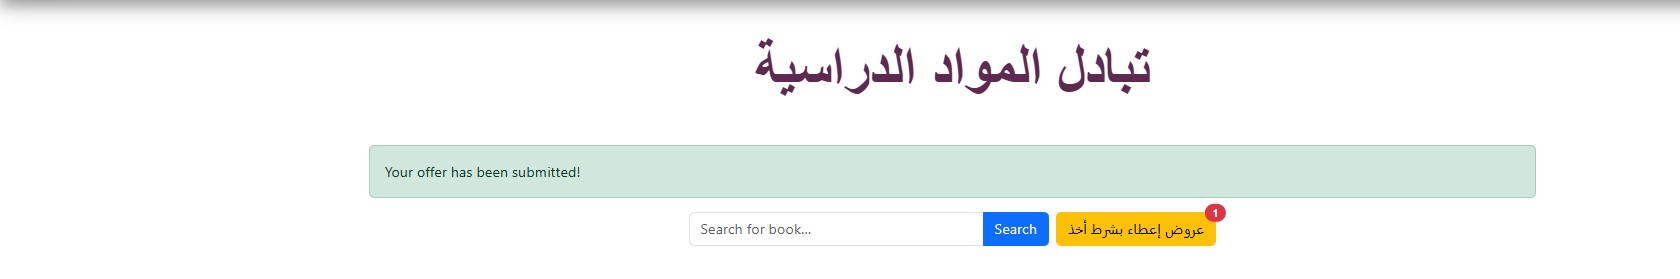 تبادل المواد الدراسية
Your offer has been submitted!
Search for book...
Search
عروض إعطاء بشرط أخذ
1